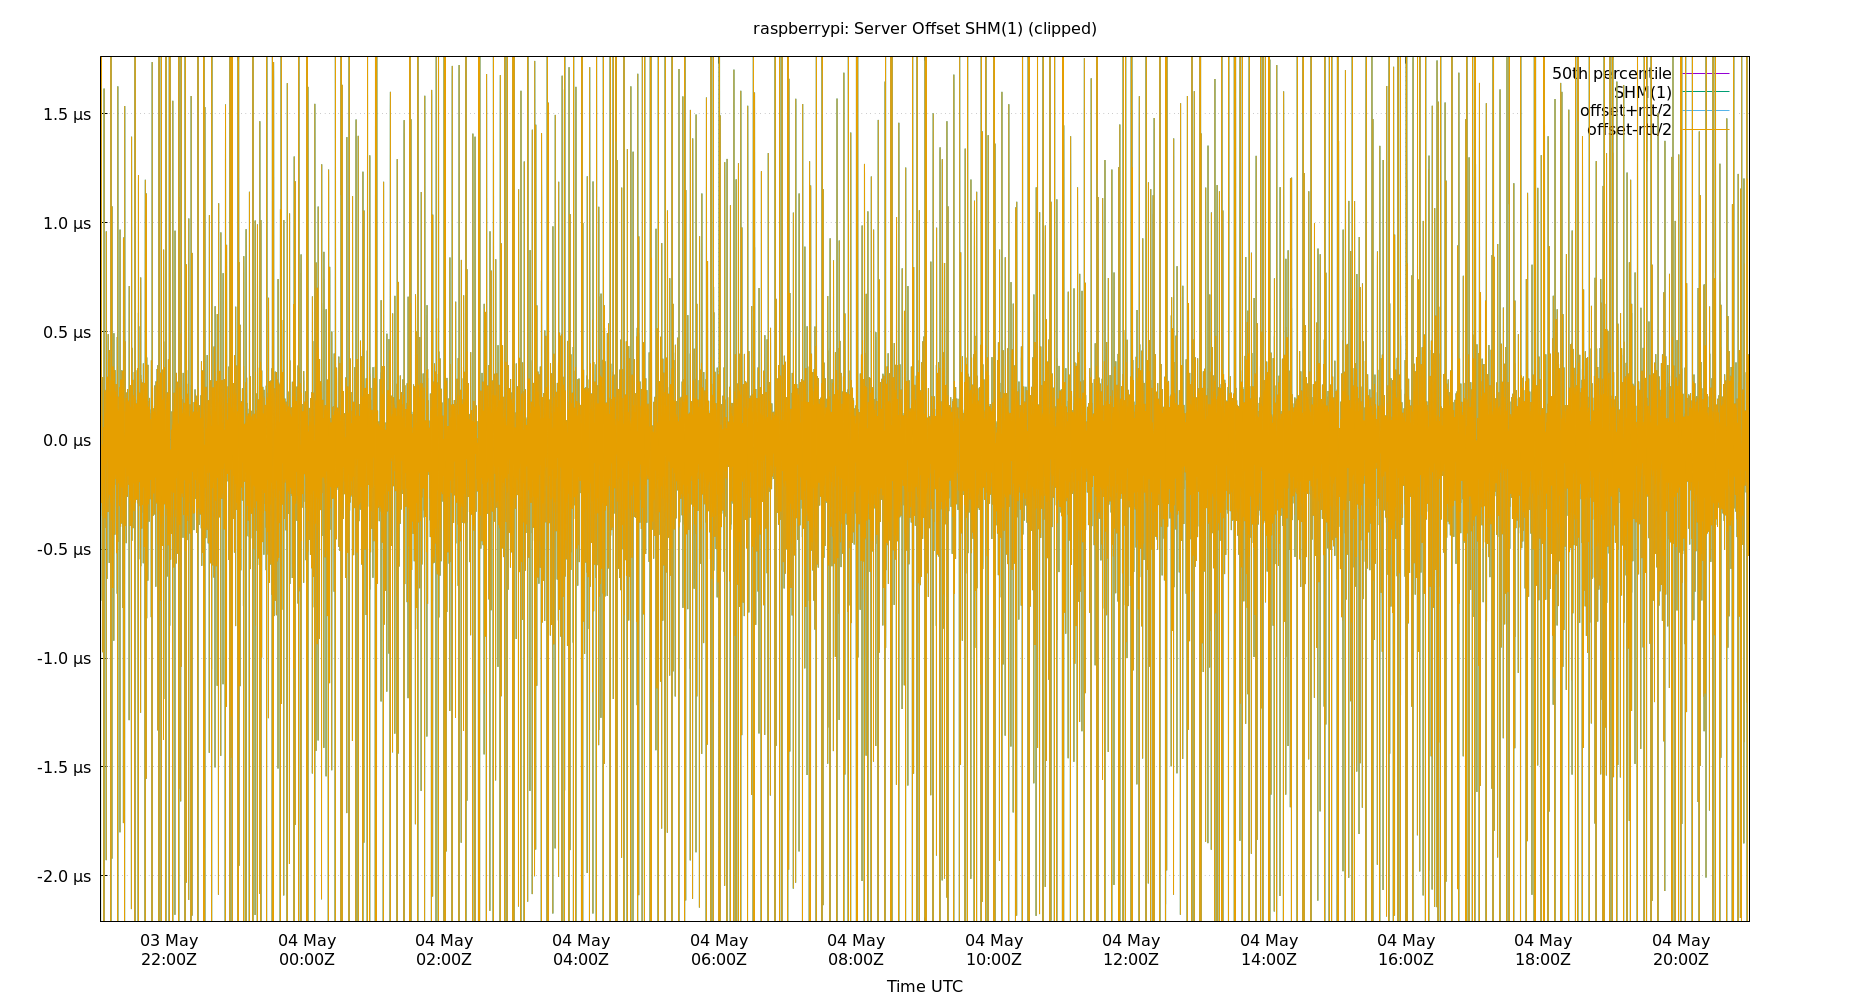 raspberrypi: Server Offset SHM(1) (clipped)
50th percentile
SHM(1)
offset+rtt/2
offset-rtt/2
1.5 µs
1.0 µs
0.5 µs
0.0 µs
-0.5 µs
-1.0 µs
-1.5 µs
-2.0 µs
03 May 04 May 04 May 04 May 04 May 04 May 04 May 04 May 04 May 04 May 04 May 04 May
22:00Z 00:00Z 02:00Z 04:00Z 06:00Z 08:00Z 10:00Z 12:00Z 14:00Z 16:00Z 18:00Z 20:00Z
Time UTC